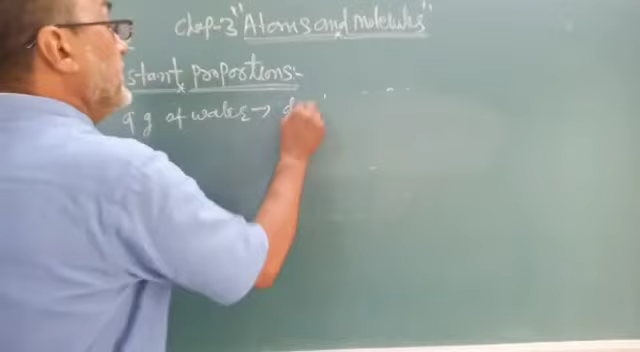 Chap-3 "Atoms and Molecules"
stant proportions:-
9 g of water → d